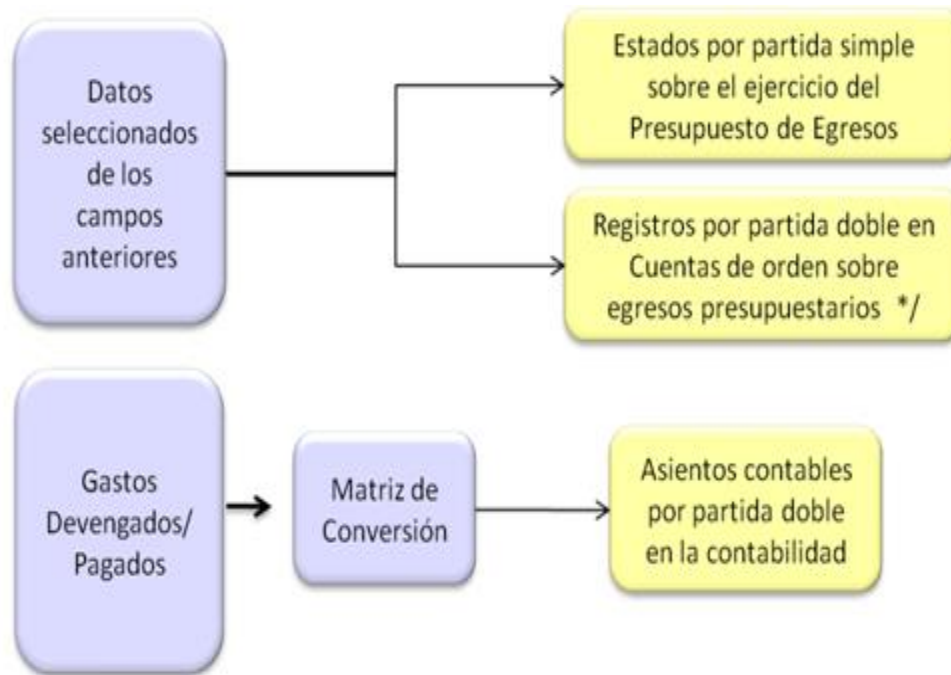 Datos
seleccionados
de los
campos
anteriores
Estados por partida simple
sobre el ejercicio del
Presupuesto de Egresos
Registros por partida doble en
Cuentas de orden sobre
egresos presupuestarios */
Gastos
Devengados/
Pagados
Matriz de
Conversión
Asientos contables
por partida doble
en la contabilidad